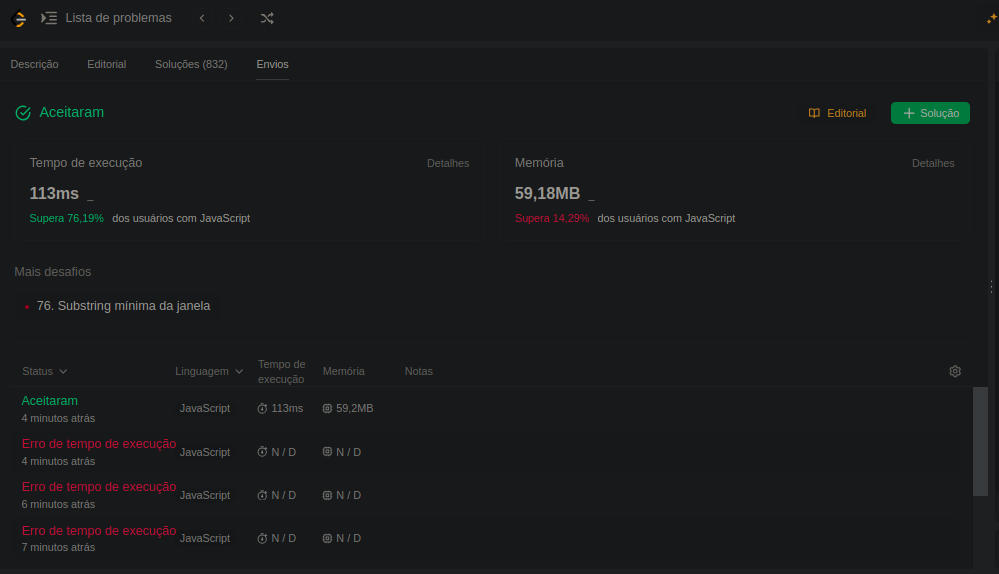 Lista de problemas
Descrição Editorial Soluções (832) Envios
Aceitaram Editorial Solução
Tempo de execução Detalhes
113ms _
Supera 76,19% dos usuários com JavaScript
Memória Detalhes
59,18MB _
Supera 14,29% dos usuários com JavaScript
Mais desafios
76. Substring mínima da janela
Status Linguagem Tempo de execução Memória Notas
Aceitaram
4 minutos atrás
JavaScript 113ms 59,2MB
Erro de tempo de execução
4 minutos atrás
JavaScript N / D N / D
Erro de tempo de execução
6 minutos atrás
JavaScript N / D N / D
Erro de tempo de execução
7 minutos atrás
JavaScript N / D N / D